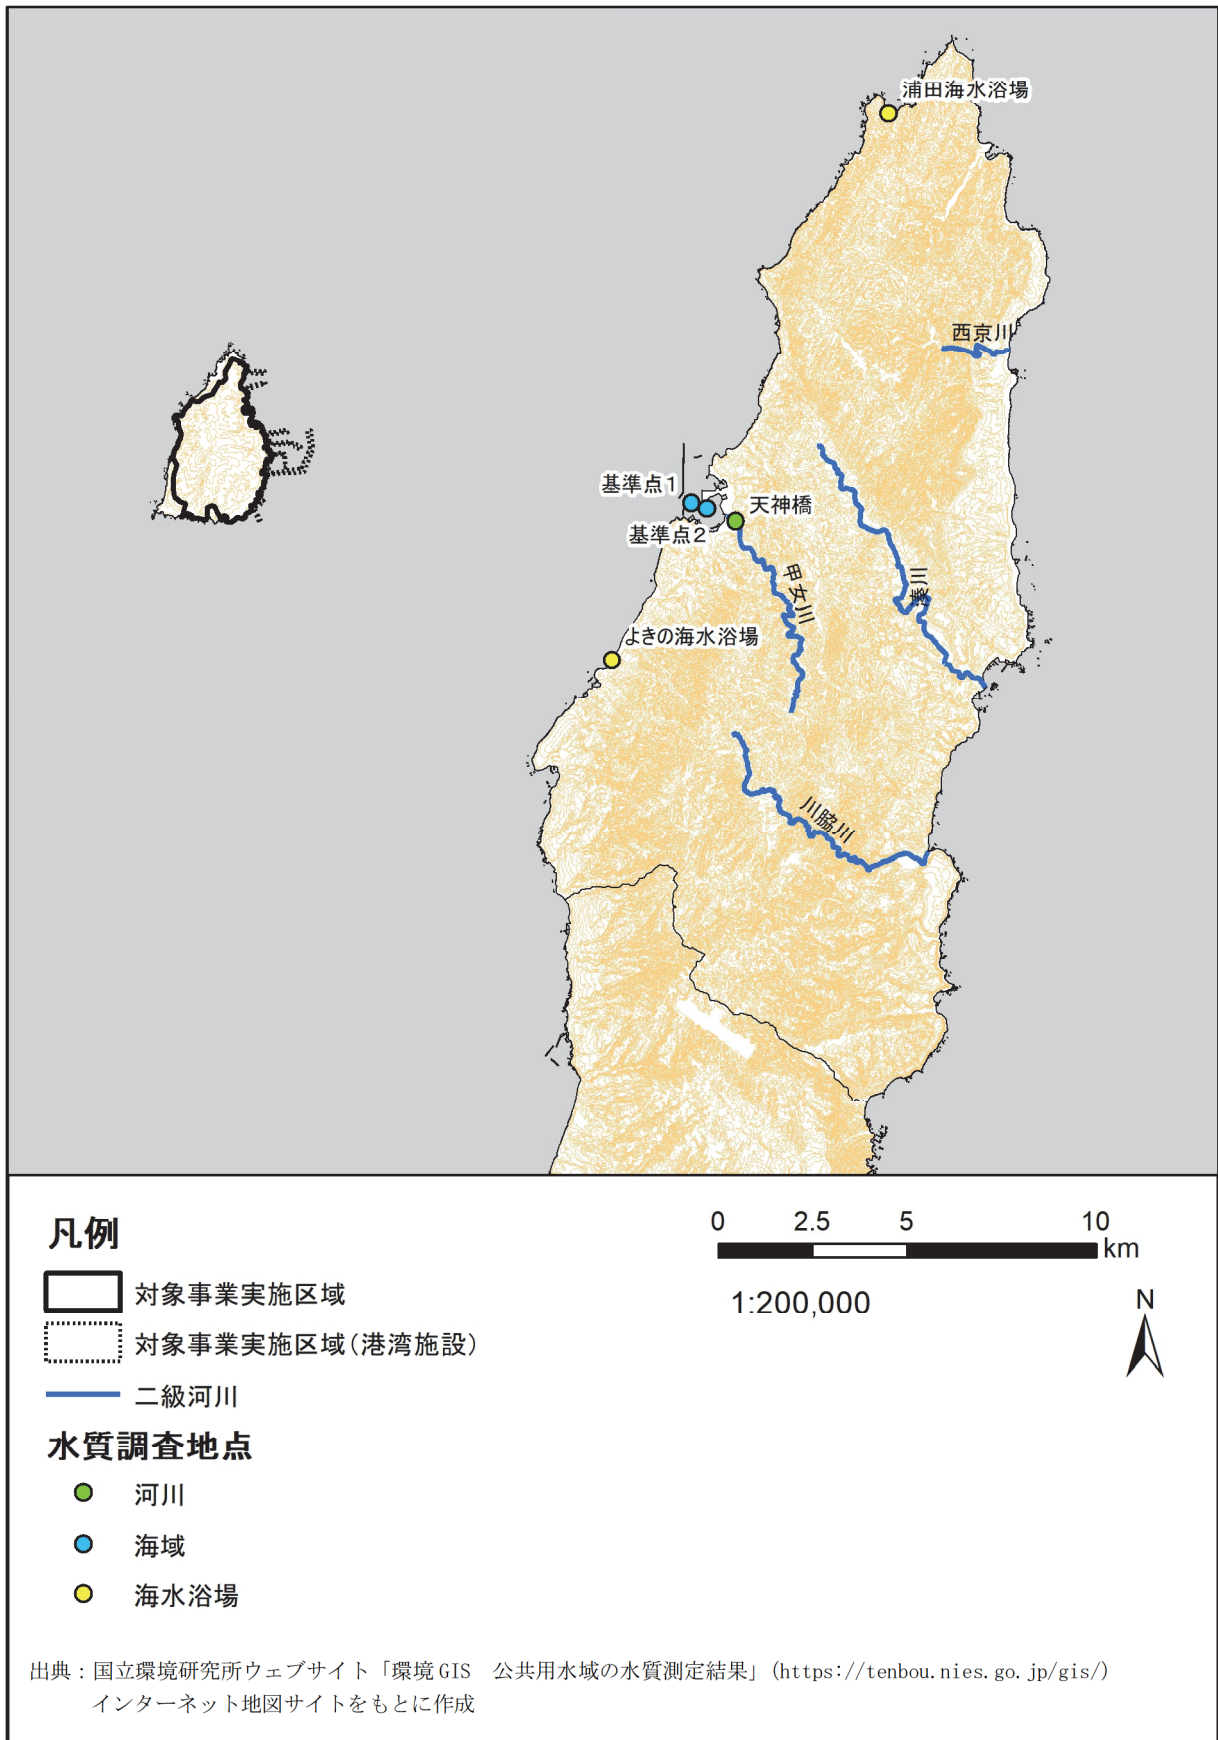 浦田海水浴場
西京川
基準点1
天神橋
基準点2
甲女川
湊川
よきの海水浴場
川脇川
凡例
対象事業実施区域
対象事業実施区域(港湾施設)
二級河川
水質調査地点
河川
海域
海水浴場
0 2.5 5 10
km
1:200,000
N
出典：国立環境研究所ウェブサイト「環境GIS　公共用水域の水質測定結果」(https://tenbou.nies.go.jp/gis/)
インターネット地図サイトをもとに作成